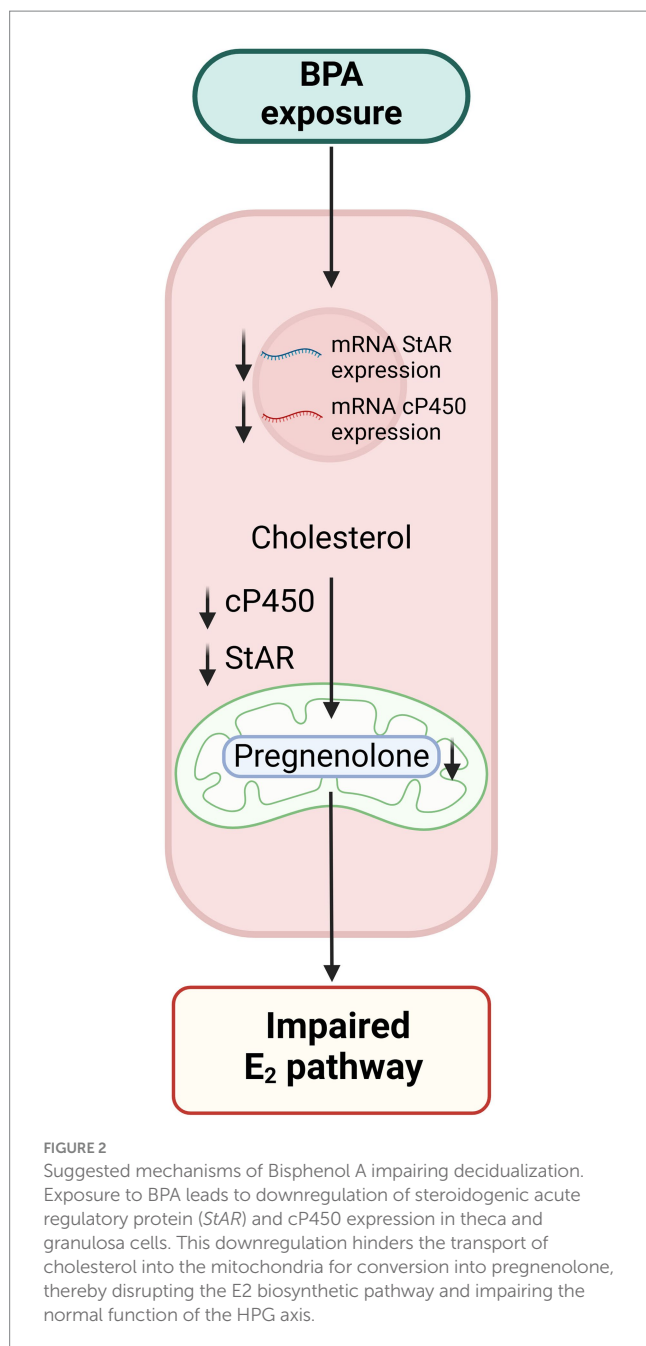 BPA
exposure
mRNA StAR
expression
mRNA cP450
expression
Cholesterol
cP450
StAR
Pregnenolone
Impaired
E₂ pathway
FIGURE 2
Suggested mechanisms of Bisphenol A impairing decidualization.
Exposure to BPA leads to downregulation of steroidogenic acute
regulatory protein (StAR) and cP450 expression in theca and
granulosa cells. This downregulation hinders the transport of
cholesterol into the mitochondria for conversion into pregnenolone,
thereby disrupting the E2 biosynthetic pathway and impairing the
normal function of the HPG axis.